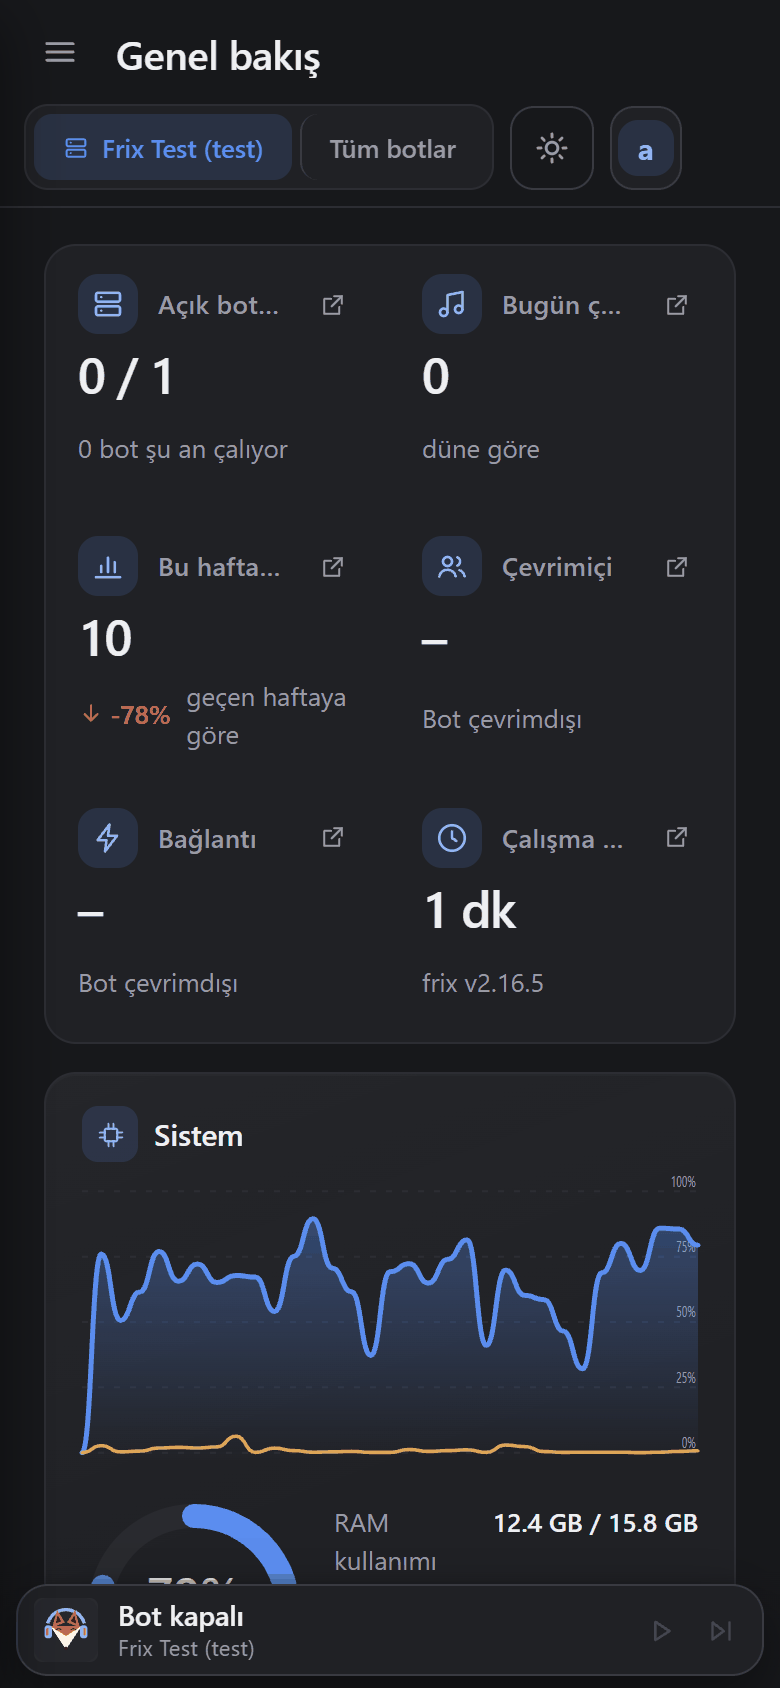 Genel bakış
Frix Test (test)
Tüm botlar
a
Açık bot...
Bugün ç...
0 / 1
0
0 bot şu an çalıyor
düne göre
Bu hafta...
Çevrimiçi
10
–
-78%
geçen haftaya
göre
Bot çevrimdışı
Bağlantı
Çalışma ...
–
1 dk
Bot çevrimdışı
frix v2.16.5
Sistem
100%
75%
50%
25%
0%
RAM
kullanımı
12.4 GB / 15.8 GB
Bot kapalı
Frix Test (test)